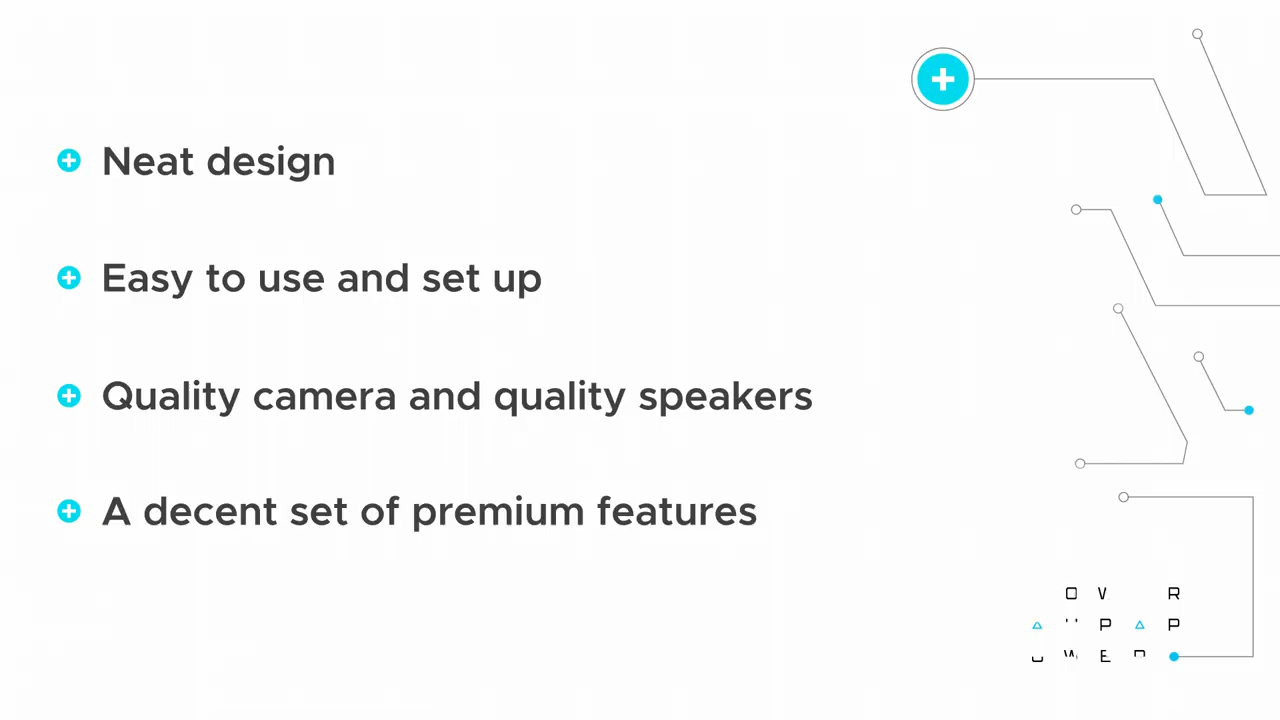 Neat design
Easy to use and set up
Quality camera and quality speakers
A decent set of premium features